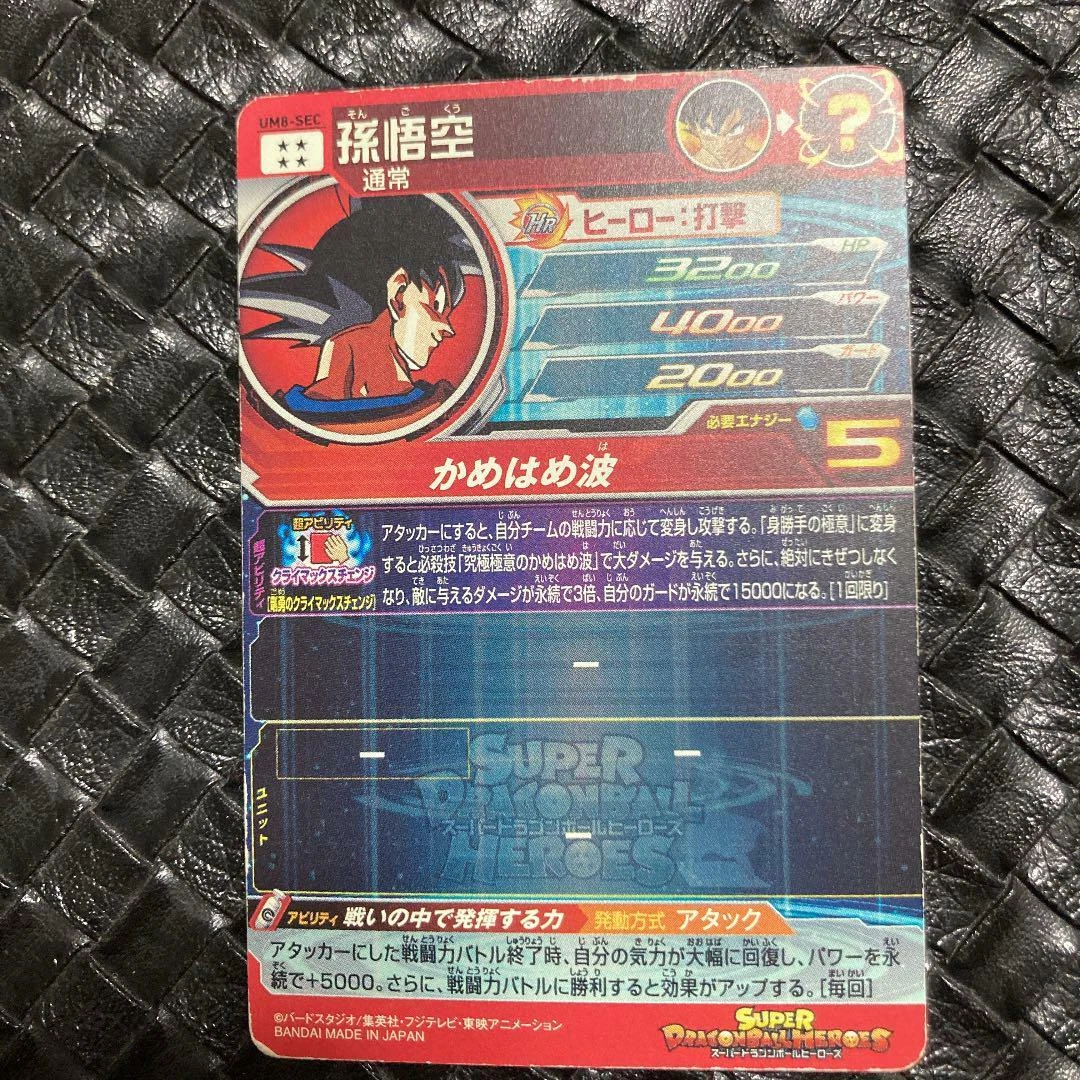 UM8-SEC
そん ご くう
孫悟空
★★
★★
通常
?
HR ヒーロー:打撃
HP
3200
パワー
4000
ガード
2000
必要エナジー 5
は
かめはめ波
超アビリティ
超アビリティ
クライマックスチェンジ
[剛勇のクライマックスチェンジ]
アタッカーにすると、自分チームの戦闘力に応じて変身し攻撃する。「身勝手の極意」に変身
すると必殺技「究極極意のかめはめ波」で大ダメージを与える。さらに、絶対にきぜつしなく
なり、敵に与えるダメージが永続で3倍、自分のガードが永続で15000になる。[1回限り]
ー
ユニット
ー ー
ー
SUPER
DRAGONBALL
スーパードラゴンボールヒーローズ
HEROES
アビリティ 戦いの中で発揮する力 発動方式 アタック
アタッカーにした戦闘力バトル終了時、自分の気力が大幅に回復し、パワーを永
続で+5000。さらに、戦闘力バトルに勝利すると効果がアップする。[毎回]
©バードスタジオ/集英社・フジテレビ・東映アニメーション
BANDAI MADE IN JAPAN
SUPER
DRAGONBALL HEROES
スーパードラゴンボールヒーローズ